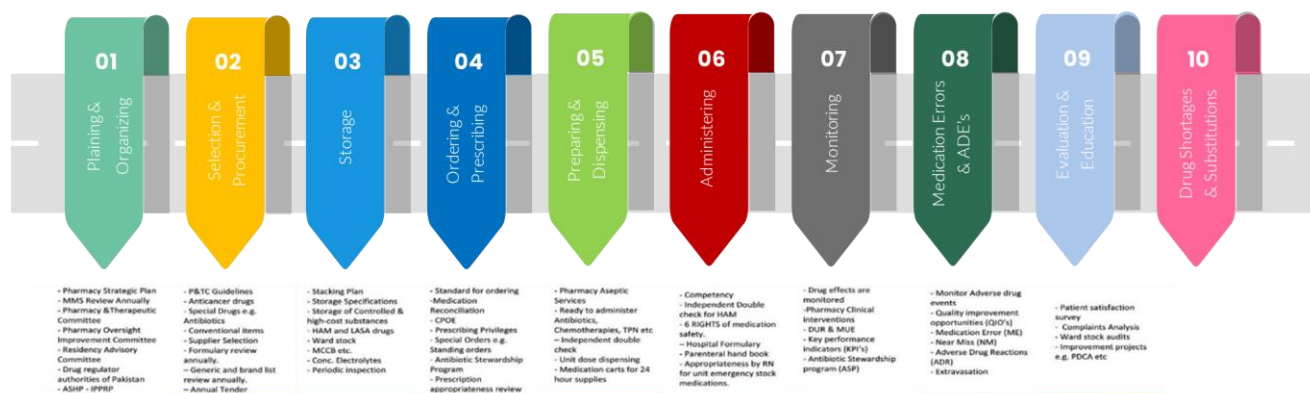 01
Plaining &
Organizing
02
Selection &
Procurement
03
Storage
04
Ordering &
Prescribing
05
Preparing &
Dispensing
06
Administering
07
Monitoring
08
Medication Errors
& ADE's
09
Evaluation &
Education
10
Drug Shortages
& Substitutions
- Pharmacy Strategic Plan
- MMS Review Annually
- Pharmacy &Therapeutic
Committee
- Pharmacy Oversight
Improvement Committee
- Residency Advisory
Committee
- Drug regulator
authorities of Pakistan
- ASHP - IPPRP
- P&TC Guidelines
- Anticancer drugs
- Special Drugs e.g.
Antibiotics
- Conventional items
- Supplier Selection
- Formulary review
annually.
– Generic and brand list
review annually.
– Annual Tender
- Stacking Plan
- Storage Specifications
- Storage of Controlled &
high-cost substances
- HAM and LASA drugs
- Ward stock
- MCCB etc.
- Conc. Electrolytes
- Periodic inspection
- Standard for ordering
-Medication
Reconciliation
- CPOE
- Prescribing Privileges
- Special Orders e.g.
Standing orders
- Antibiotic Stewardship
Program
- Prescription
appropriateness review
- Pharmacy Aseptic
Services
- Ready to administer
Antibiotics,
Chemotherapies, TPN etc
– Independent double
check
- Unit dose dispensing
- Medication carts for 24
hour supplies
- Competency
- Independent Double
check for HAM
- 6 RIGHTS of medication
safety.
– Hospital Formulary
- Parenteral hand book
- Appropriateness by RN
for unit emergency stock
medications.
- Drug effects are
monitored
-Pharmacy Clinical
interventions
- DUR & MUE
- Key performance
indicators (KPI's)
- Antibiotic Stewardship
program (ASP)
- Monitor Adverse drug
events
- Quality improvement
opportunities (QIO's)
- Medication Error (ME)
- Near Miss (NM)
- Adverse Drug Reactions
(ADR)
- Extravasation
- Patient satisfaction
survey
- Complaints Analysis
- Ward stock audits
- Improvement projects
e.g. PDCA etc